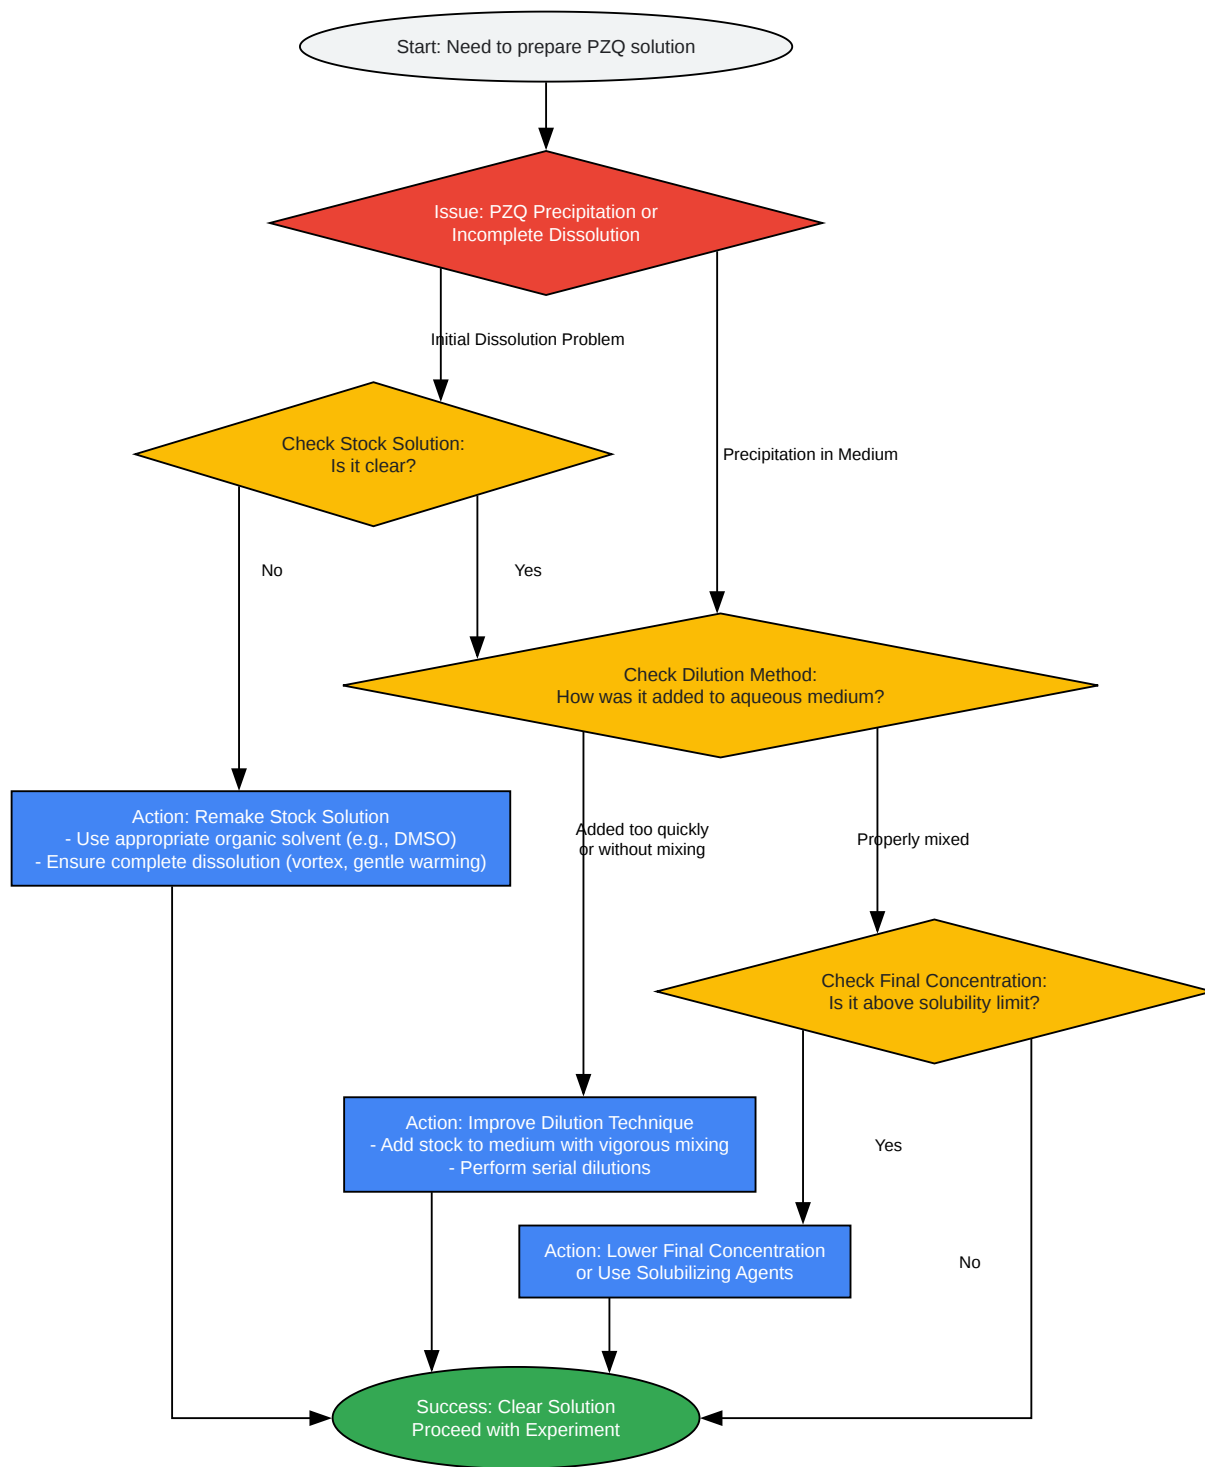 Start: Need to prepare PZQ solution
Issue: PZQ Precipitation or
Incomplete Dissolution
Initial Dissolution Problem
Check Stock Solution:
Is it clear?
Precipitation in Medium
No
Yes
Check Dilution Method:
How was it added to aqueous medium?
Action: Remake Stock Solution
- Use appropriate organic solvent (e.g., DMSO)
- Ensure complete dissolution (vortex, gentle warming)
Added too quickly
or without mixing
Properly mixed
Check Final Concentration:
Is it above solubility limit?
Action: Improve Dilution Technique
- Add stock to medium with vigorous mixing
- Perform serial dilutions
Yes
Action: Lower Final Concentration
or Use Solubilizing Agents
No
Success: Clear Solution
Proceed with Experiment